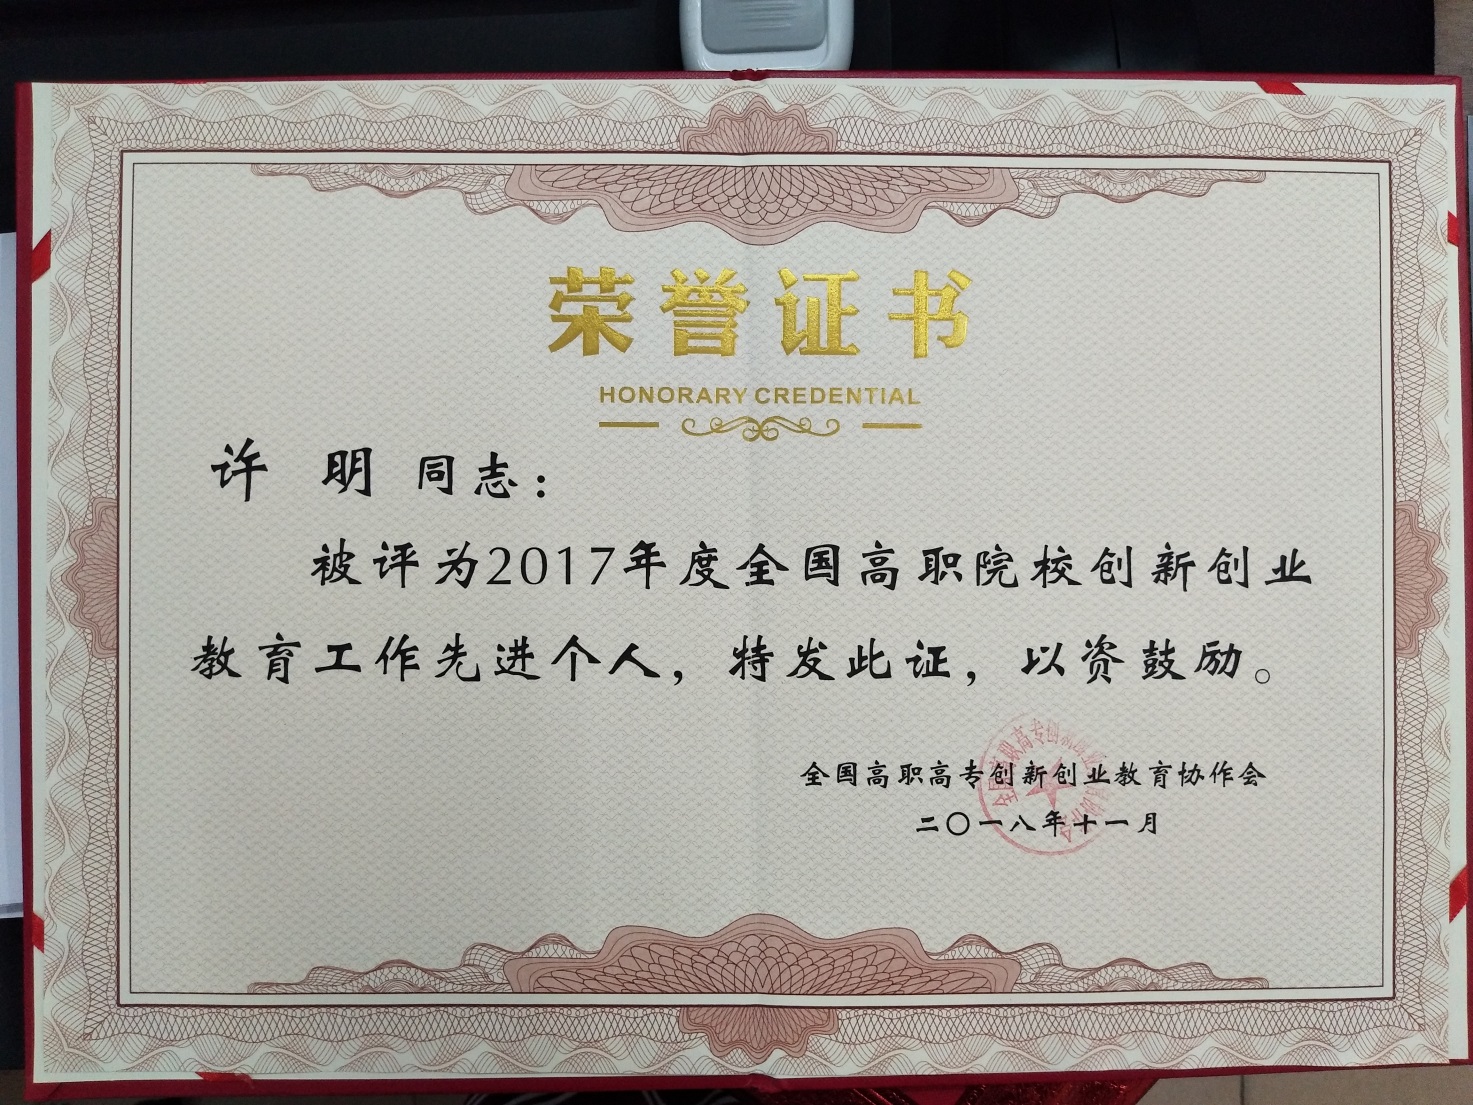 荣誉证书
HONORARY CREDENTIAL
许 明 同志：
被评为2017年度全国高职院校创新创业
教育工作先进个人，特发此证，以资鼓励。
全国高职高专创新创业教育协作会
二〇一八年十一月